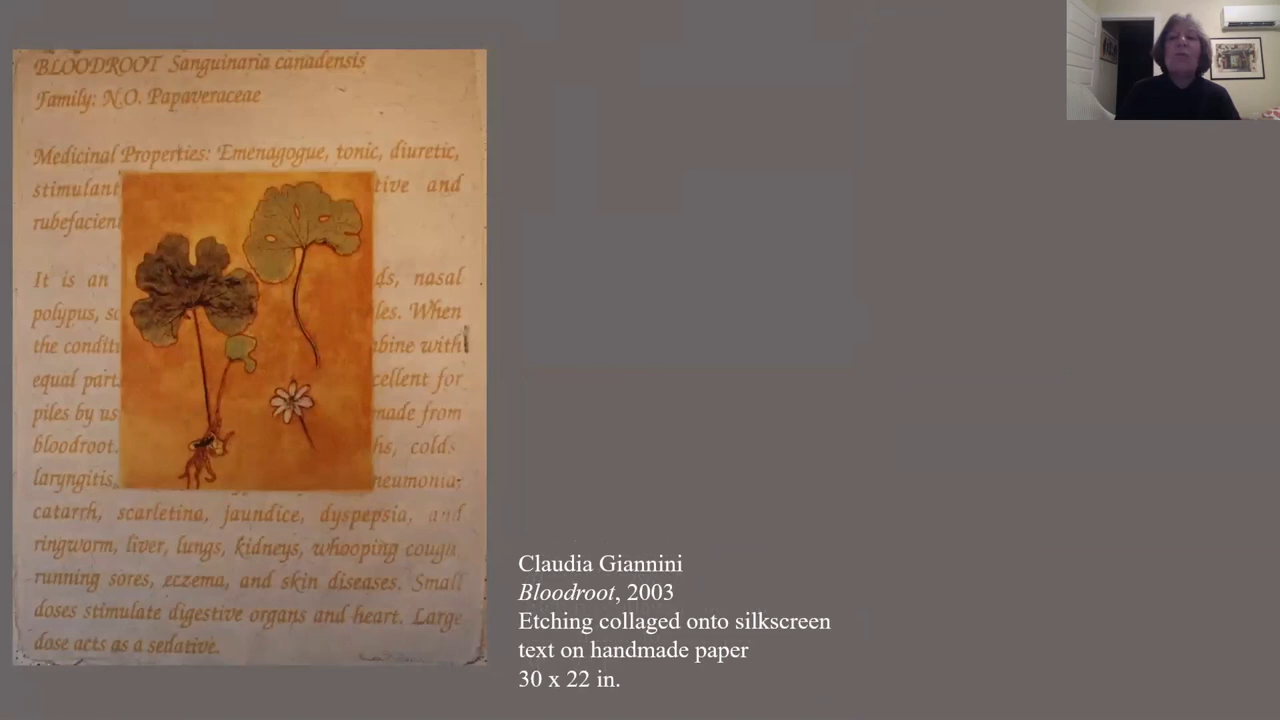 BLOODROOT Sanguinaria canadensis
Family: N.O. Papaveraceae
Medicinal Properties: Emenagogue, tonic, diuretic,
stimulant tive and
rubefacient
It is an ds, nasal
polypus, les. When
the conditi bine with
equal part cellent for
piles by us made from
bloodroot. hs, colds
laryngitis, neumonia
catarrh, scarletina, jaundice, dyspepsia, and
ringworm, liver, lungs, kidneys, whooping cough
running sores, eczema, and skin diseases. Small
doses stimulate digestive organs and heart. Large
dose acts as a sedative.
Claudia Giannini
Bloodroot, 2003
Etching collaged onto silkscreen
text on handmade paper
30 x 22 in.